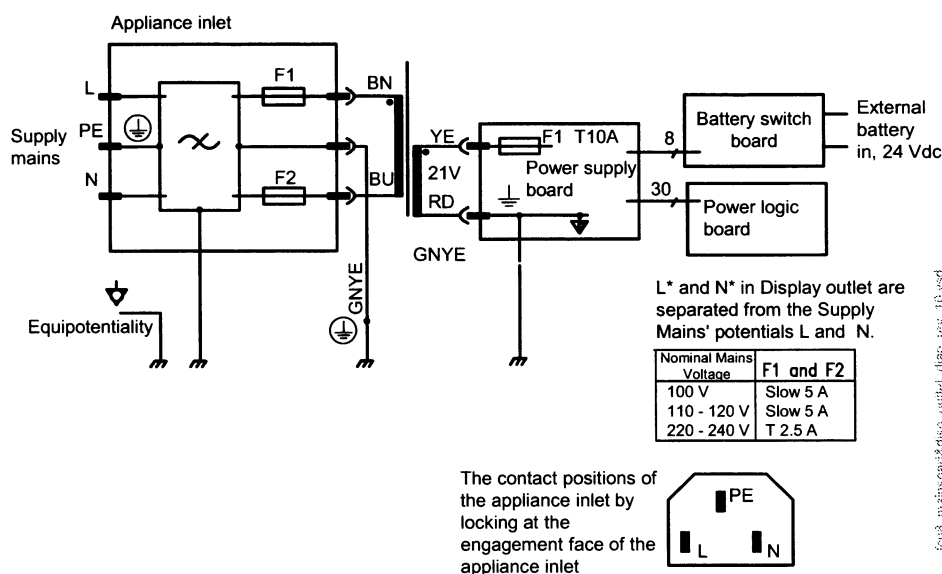 Appliance inlet
L
PE
N
Supply
mains
F1
F2
BN
BU
GNYE
YE
21V
RD
GNYE
F1 T10A
Power supply
board
8
30
Battery switch
board
Power logic
board
External
battery
in, 24 Vdc
Equipotentiality
L* and N* in Display outlet are
separated from the Supply
Mains' potentials L and N.
Nominal Mains
Voltage
F1 and F2
100 V Slow 5 A
110 - 120 V Slow 5 A
220 - 240 V T 2.5 A
The contact positions of
the appliance inlet by
locking at the
engagement face of the
appliance inlet
PE
L
N